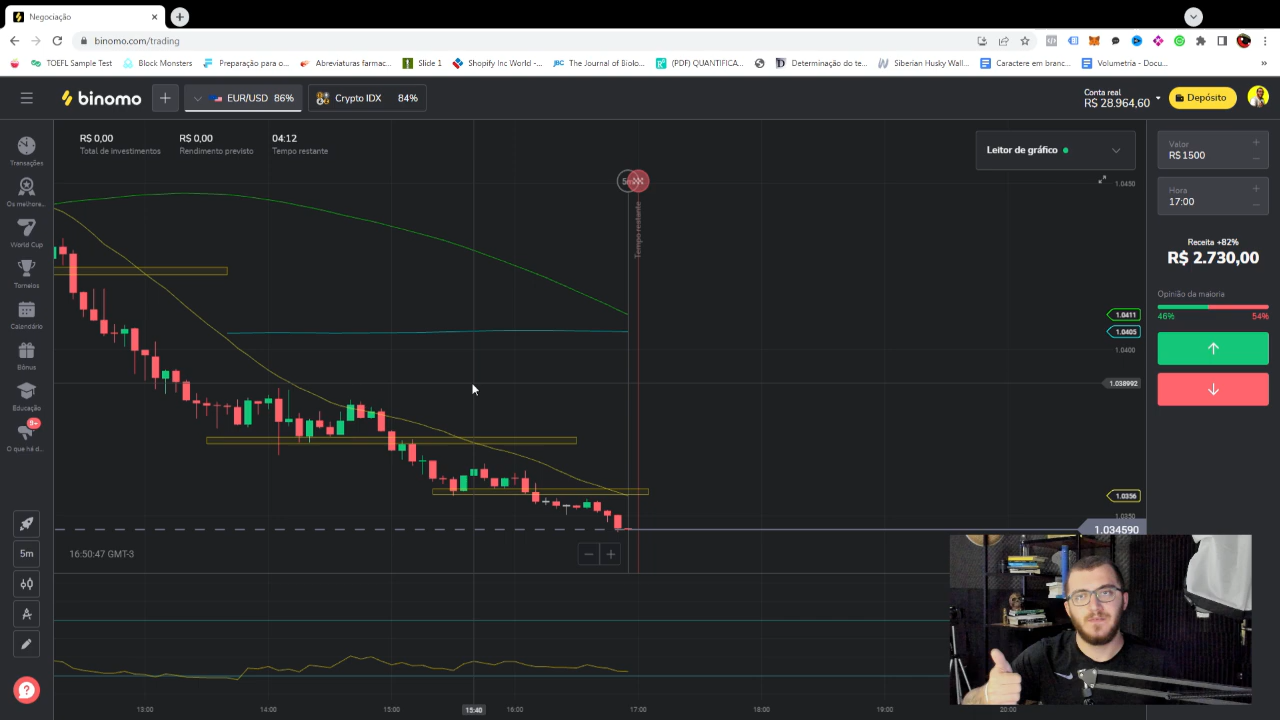 Negociação
binomo.com/trading
TOEFL Sample Test
Block Monsters
Preparação para o...
Abreviaturas farmac...
Slide 1
Shopify Inc World -...
JBC The Journal of Biolo...
(PDF) QUANTIFICA...
Determinação do te...
Siberian Husky Wall...
Caractere em branc...
Volumetria - Docu...
»
binomo
EUR/USD 86%
Crypto IDX 84%
Conta real
R$ 28.964,60
Depósito
R$ 0,00
Total de investimentos
R$ 0,00
Rendimento previsto
04:12
Tempo restante
Leitor de gráfico
Tempo restante
Transações
Os melhore...
World Cup
Torneios
Calendário
Bônus
Educação
9+
O que há d...
5m
1.0450
1.0411
1.0405
1.0400
1.038992
1.0356
1.0350
1.034590
16:50:47 GMT-3
13:00
14:00
15:00
15:40
16:00
17:00
18:00
19:00
20:00
Valor
R$ 1500
Hora
17:00
Receita +82%
R$ 2.730,00
Opinião da maioria
46%
54%